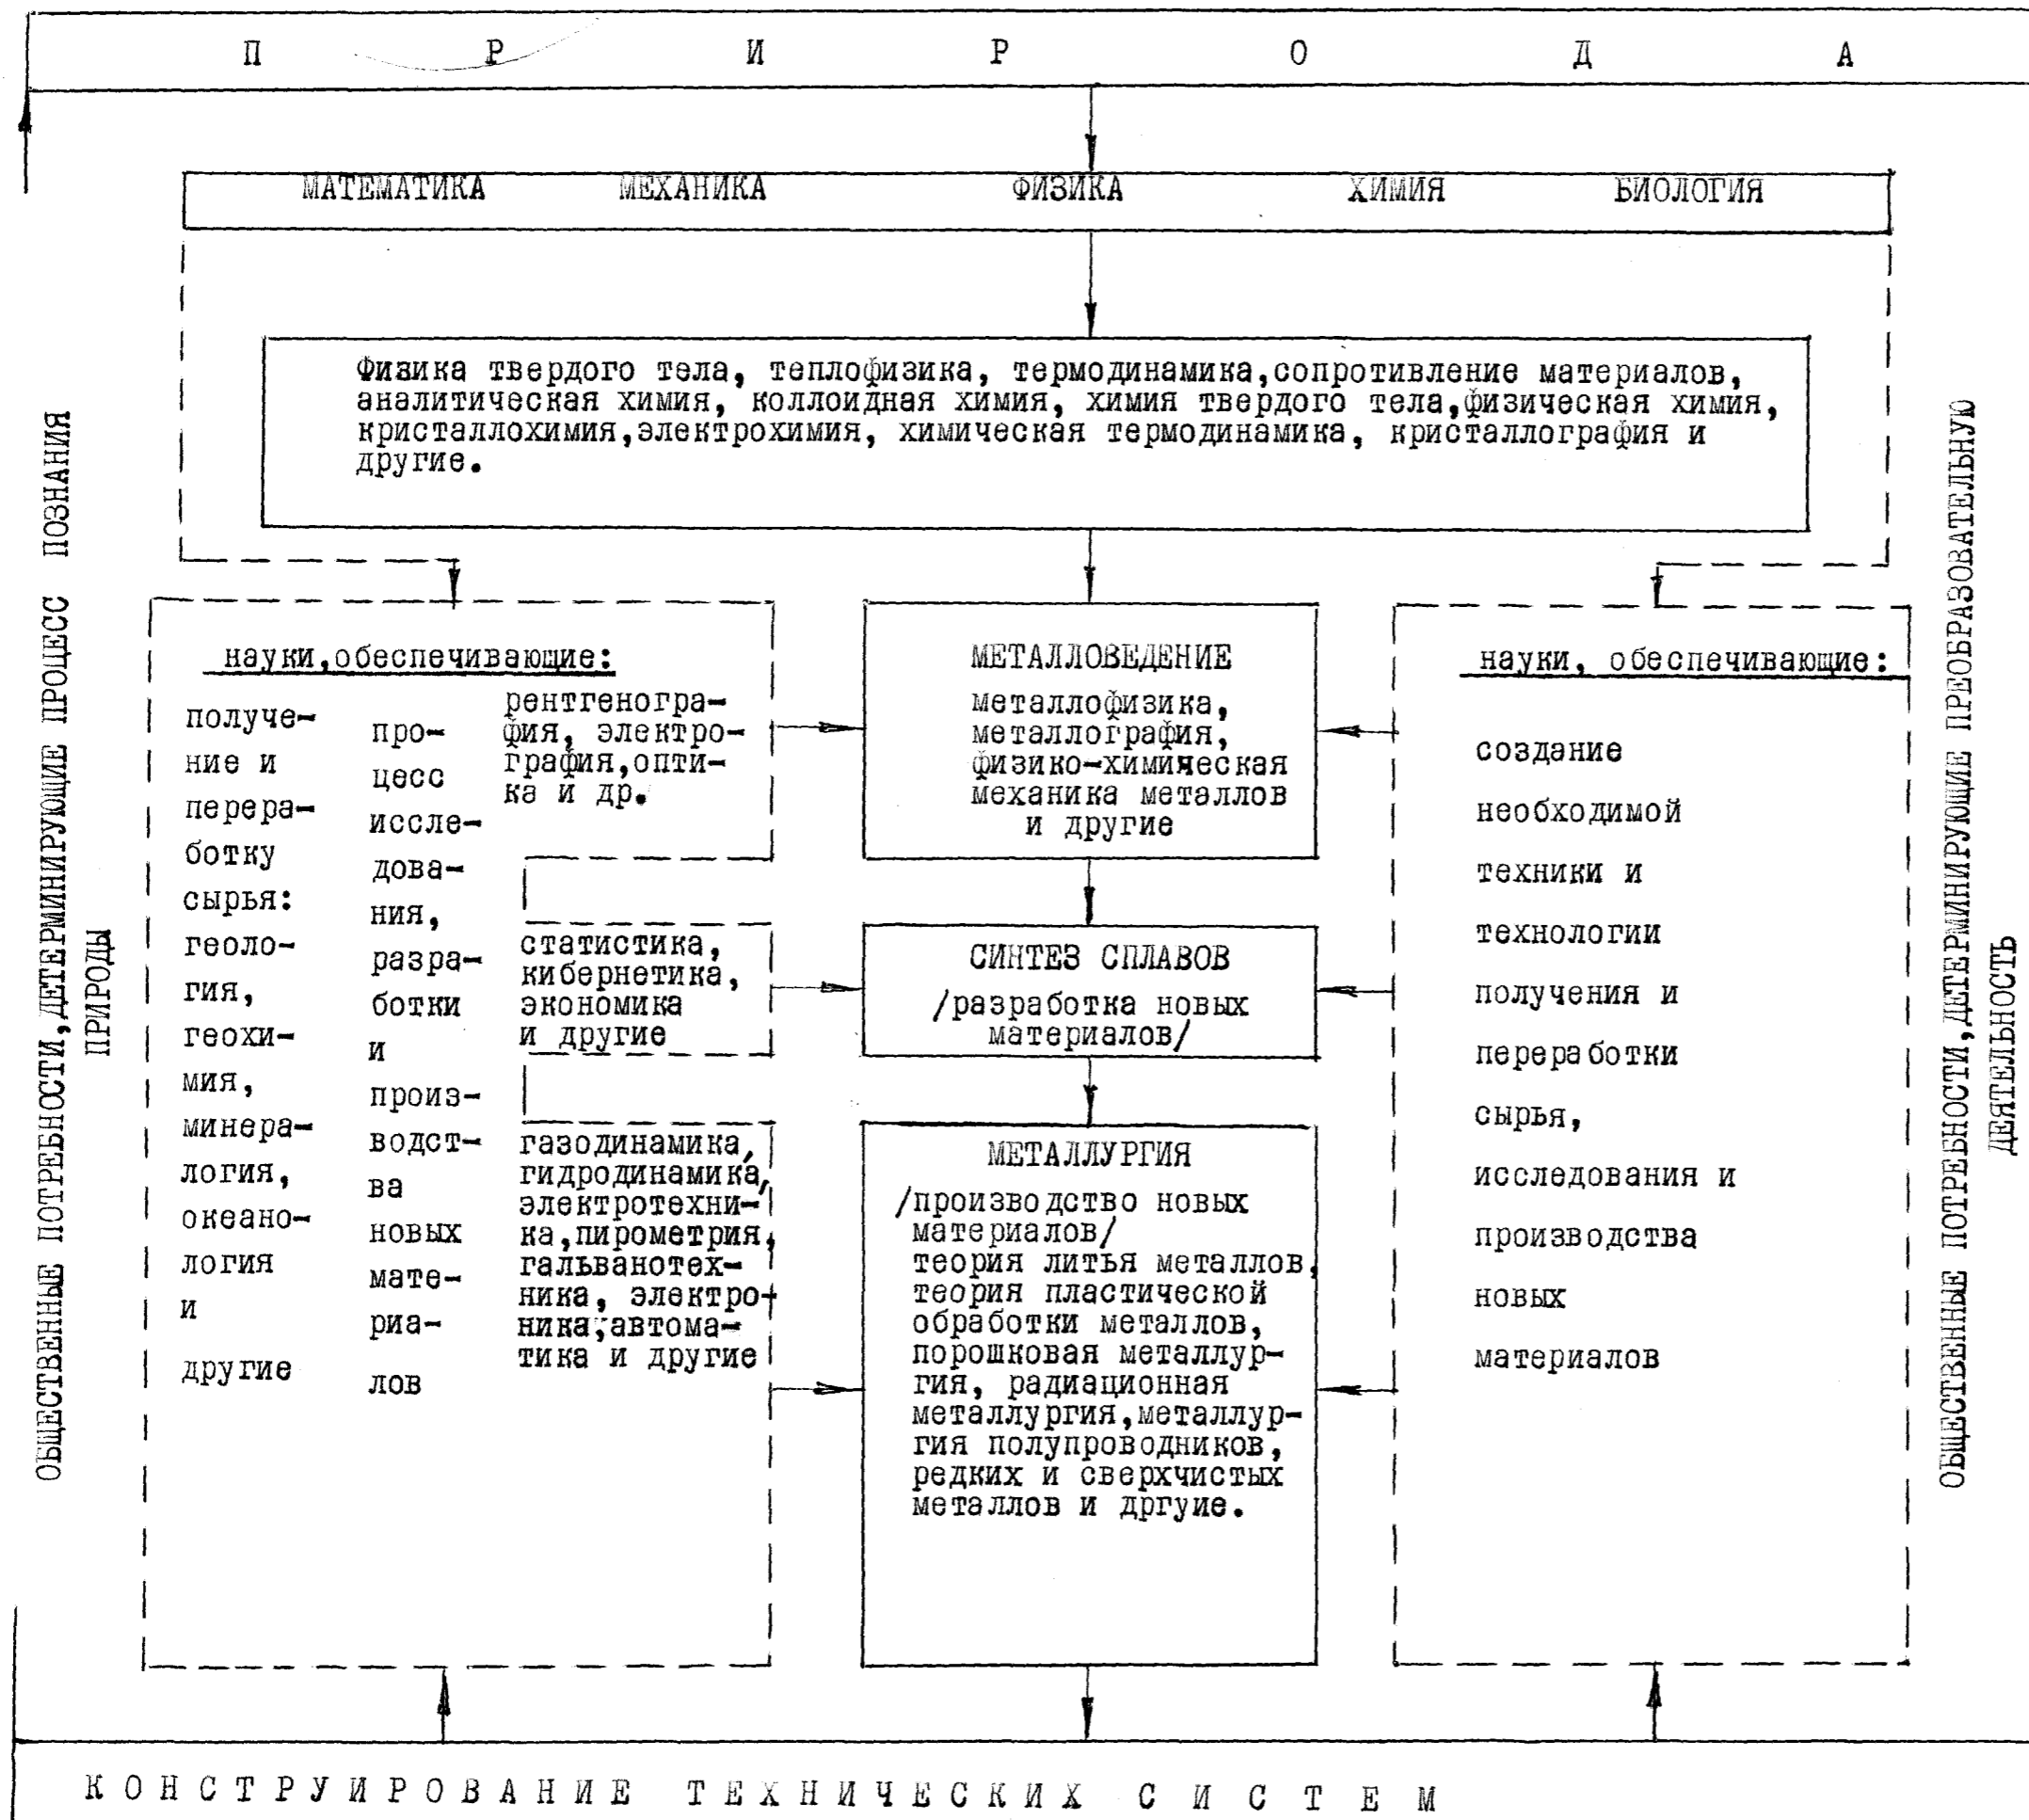 П Р И Р О Д А
МАТЕМАТИКА МЕХАНИКА ФИЗИКА ХИМИЯ БИОЛОГИЯ
Физика твердого тела, теплофизика, термодинамика,сопротивление материалов,
аналитическая химия, коллоидная химия, химия твердого тела,физическая химия,
кристаллохимия,электрохимия, химическая термодинамика, кристаллография и
другие.
ОБЩЕСТВЕННЫЕ ПОТРЕБНОСТИ,ДЕТЕРМИНИРУЮЩИЕ ПРОЦЕСС ПОЗНАНИЯ
ПРИРОДЫ
науки,обеспечивающие:
получе-
ние и
перера-
ботку
сырья:
геоло-
гия,
геохи-
мия,
минера-
логия,
океано-
логия
и
другие
про-
цесс
иссле-
дова-
ния,
разра-
ботки
и
произ-
водст-
ва
новых
мате-
риа-
лов
рентгеногра-
фия, электро-
графия,опти-
ка и др.
статистика,
кибернетика,
экономика
и другие
газодинамика,
гидродинамика,
электротехни-
ка,пирометрия,
гальванотех-
ника, электро-
ника,автома-
тика и другие
МЕТАЛЛОВЕДЕНИЕ
металлофизика,
металлография,
физико-химическая
механика металлов
и другие
СИНТЕЗ СПЛАВОВ
/разработка новых
материалов/
МЕТАЛЛУРГИЯ
/производство новых
материалов/
теория литья металлов,
теория пластической
обработки металлов,
порошковая металлур-
гия, радиационная
металлургия,металлур-
гия полупроводников,
редких и сверхчистых
металлов и дргуие.
науки, обеспечивающие:
создание
необходимой
техники и
технологии
получения и
переработки
сырья,
исследования и
производства
новых
материалов
ОБЩЕСТВЕННЫЕ ПОТРЕБНОСТИ,ДЕТЕРМИНИРУЮЩИЕ ПРЕОБРАЗОВАТЕЛЬНУЮ
ДЕЯТЕЛЬНОСТЬ
К О Н С Т Р У И Р О В А Н И Е Т Е Х Н И Ч Е С К И Х С И С Т Е М